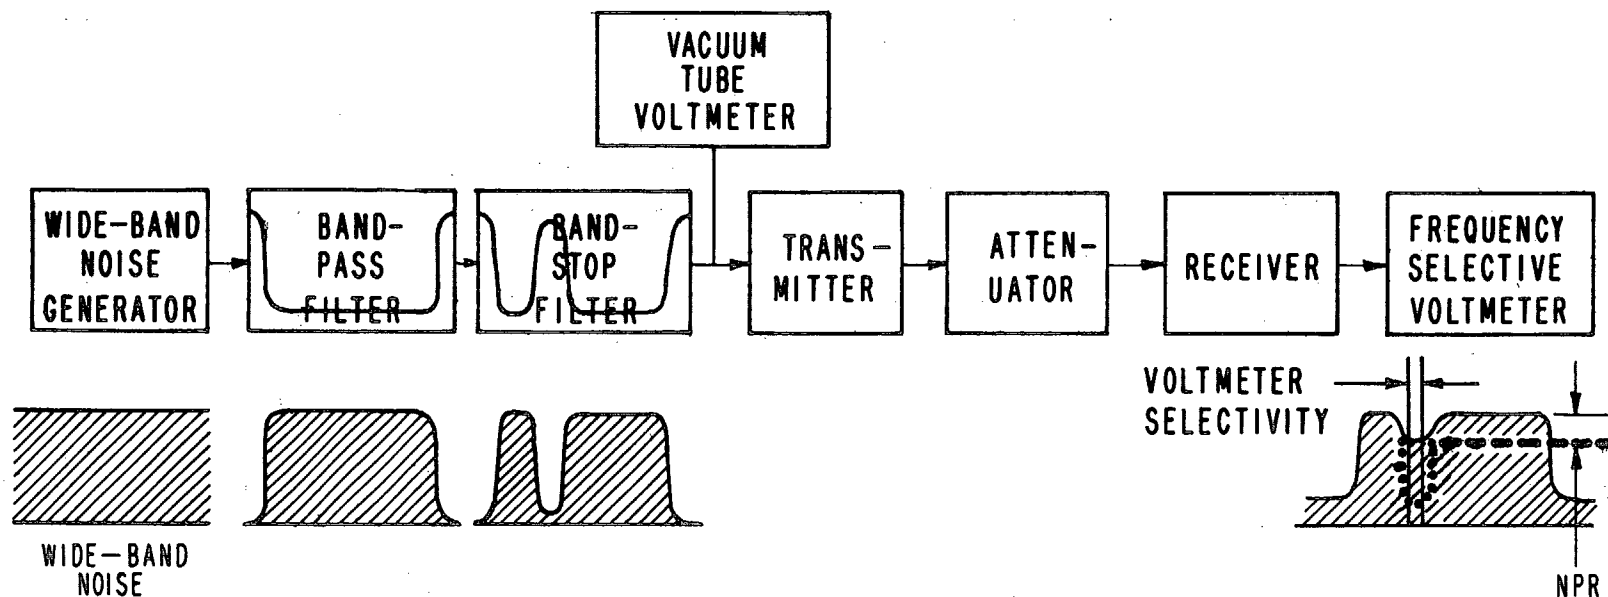 VACUUM
TUBE
VOLTMETER
WIDE-BAND
NOISE
GENERATOR
BAND-
PASS
FILTER
BAND-
STOP
FILTER
TRANS-
MITTER
ATTEN-
UATOR
RECEIVER
FREQUENCY
SELECTIVE
VOLTMETER
VOLTMETER
SELECTIVITY
WIDE-BAND
NOISE
NPR